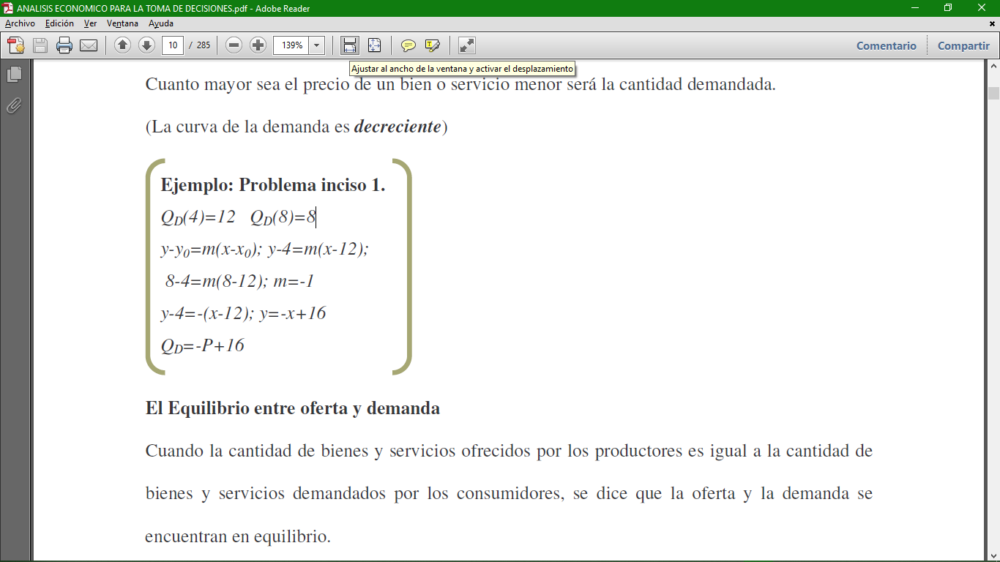 ANALISIS ECONOMICO PARA LA TOMA DE DECISIONES.pdf - Adobe Reader
Archivo Edición Ver Ventana Ayuda
10 / 285 139% Comentario Compartir
Ajustar al ancho de la ventana y activar el desplazamiento
Cuanto mayor sea el precio de un bien o servicio menor será la cantidad demandada.
(La curva de la demanda es decreciente)
Ejemplo: Problema inciso 1.
Q_D(4)=12 Q_D(8)=8
y-y_0=m(x-x_0); y-4=m(x-12);
8-4=m(8-12); m=-1
y-4=-(x-12); y=-x+16
Q_D=-P+16
El Equilibrio entre oferta y demanda
Cuando la cantidad de bienes y servicios ofrecidos por los productores es igual a la cantidad de
bienes y servicios demandados por los consumidores, se dice que la oferta y la demanda se
encuentran en equilibrio.